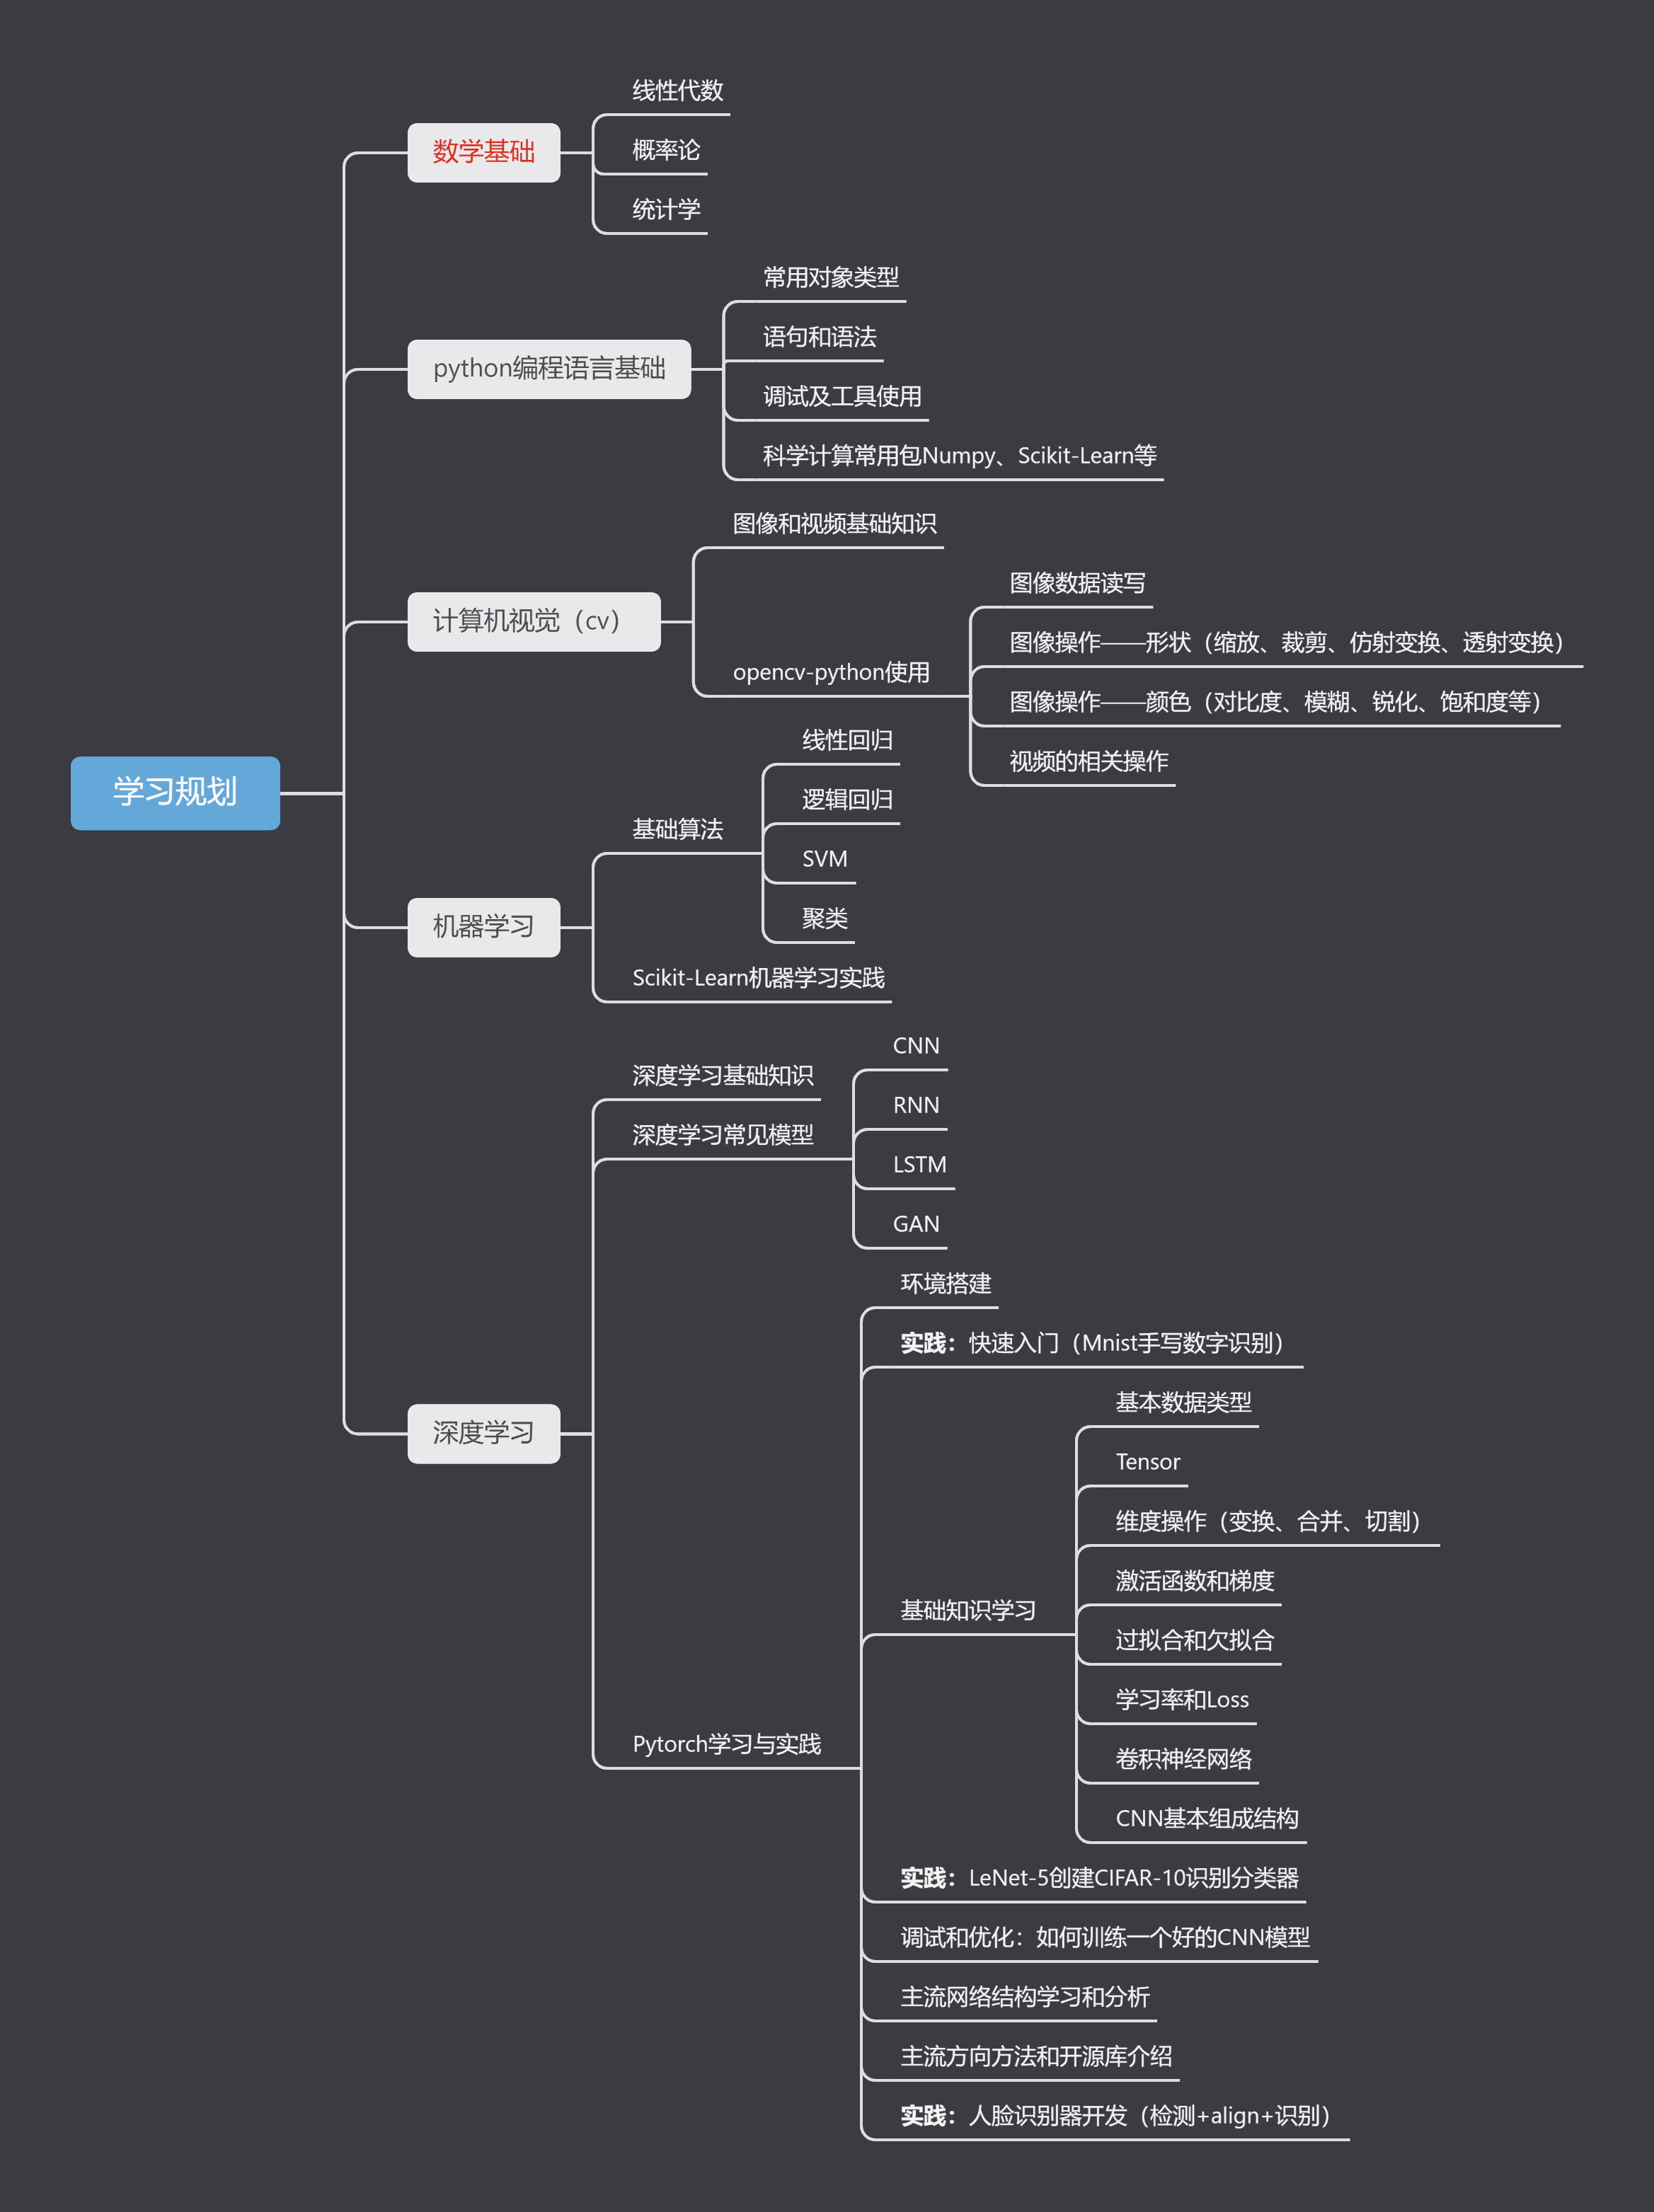 学习规划
数学基础
线性代数
概率论
统计学
python编程语言基础
常用对象类型
语句和语法
调试及工具使用
科学计算常用包Numpy、Scikit-Learn等
计算机视觉（cv）
图像和视频基础知识
opencv-python使用
图像数据读写
图像操作——形状（缩放、裁剪、仿射变换、透射变换）
图像操作——颜色（对比度、模糊、锐化、饱和度等）
视频的相关操作
机器学习
基础算法
线性回归
逻辑回归
SVM
聚类
Scikit-Learn机器学习实践
深度学习
深度学习基础知识
深度学习常见模型
CNN
RNN
LSTM
GAN
Pytorch学习与实践
环境搭建
实践：快速入门（Mnist手写数字识别）
基础知识学习
基本数据类型
Tensor
维度操作（变换、合并、切割）
激活函数和梯度
过拟合和欠拟合
学习率和Loss
卷积神经网络
CNN基本组成结构
实践：LeNet-5创建CIFAR-10识别分类器
调试和优化：如何训练一个好的CNN模型
主流网络结构学习和分析
主流方向方法和开源库介绍
实践：人脸识别器开发（检测+align+识别）